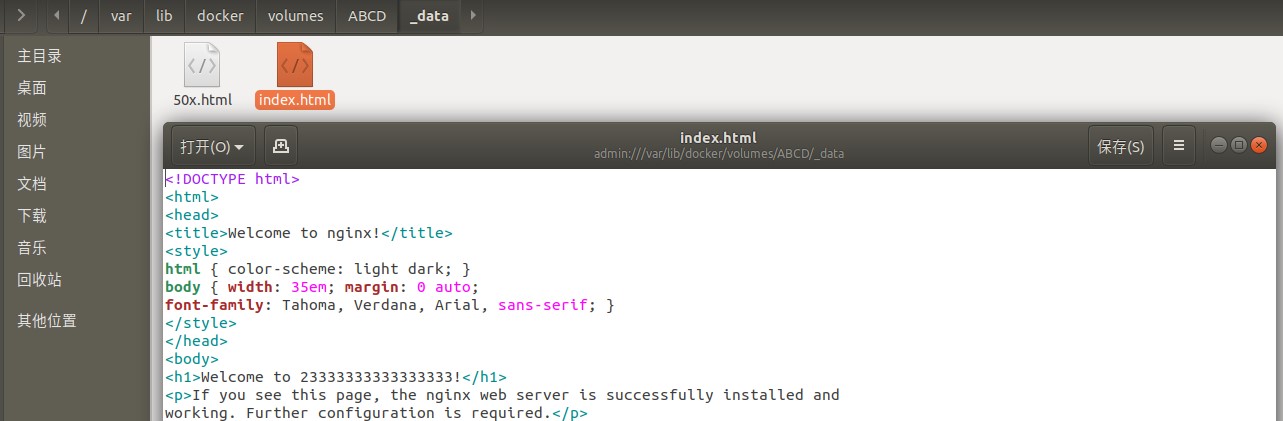 / var lib docker volumes ABCD _data
主目录
桌面
视频
图片
文档
下载
音乐
回收站
其他位置
50x.html index.html
打开(O) index.html 保存(S)
admin:///var/lib/docker/volumes/ABCD/_data
<!DOCTYPE html>
<html>
<head>
<title>Welcome to nginx!</title>
<style>
html { color-scheme: light dark; }
body { width: 35em; margin: 0 auto;
font-family: Tahoma, Verdana, Arial, sans-serif; }
</style>
</head>
<body>
<h1>Welcome to 23333333333333333!</h1>
<p>If you see this page, the nginx web server is successfully installed and
working. Further configuration is required.</p>